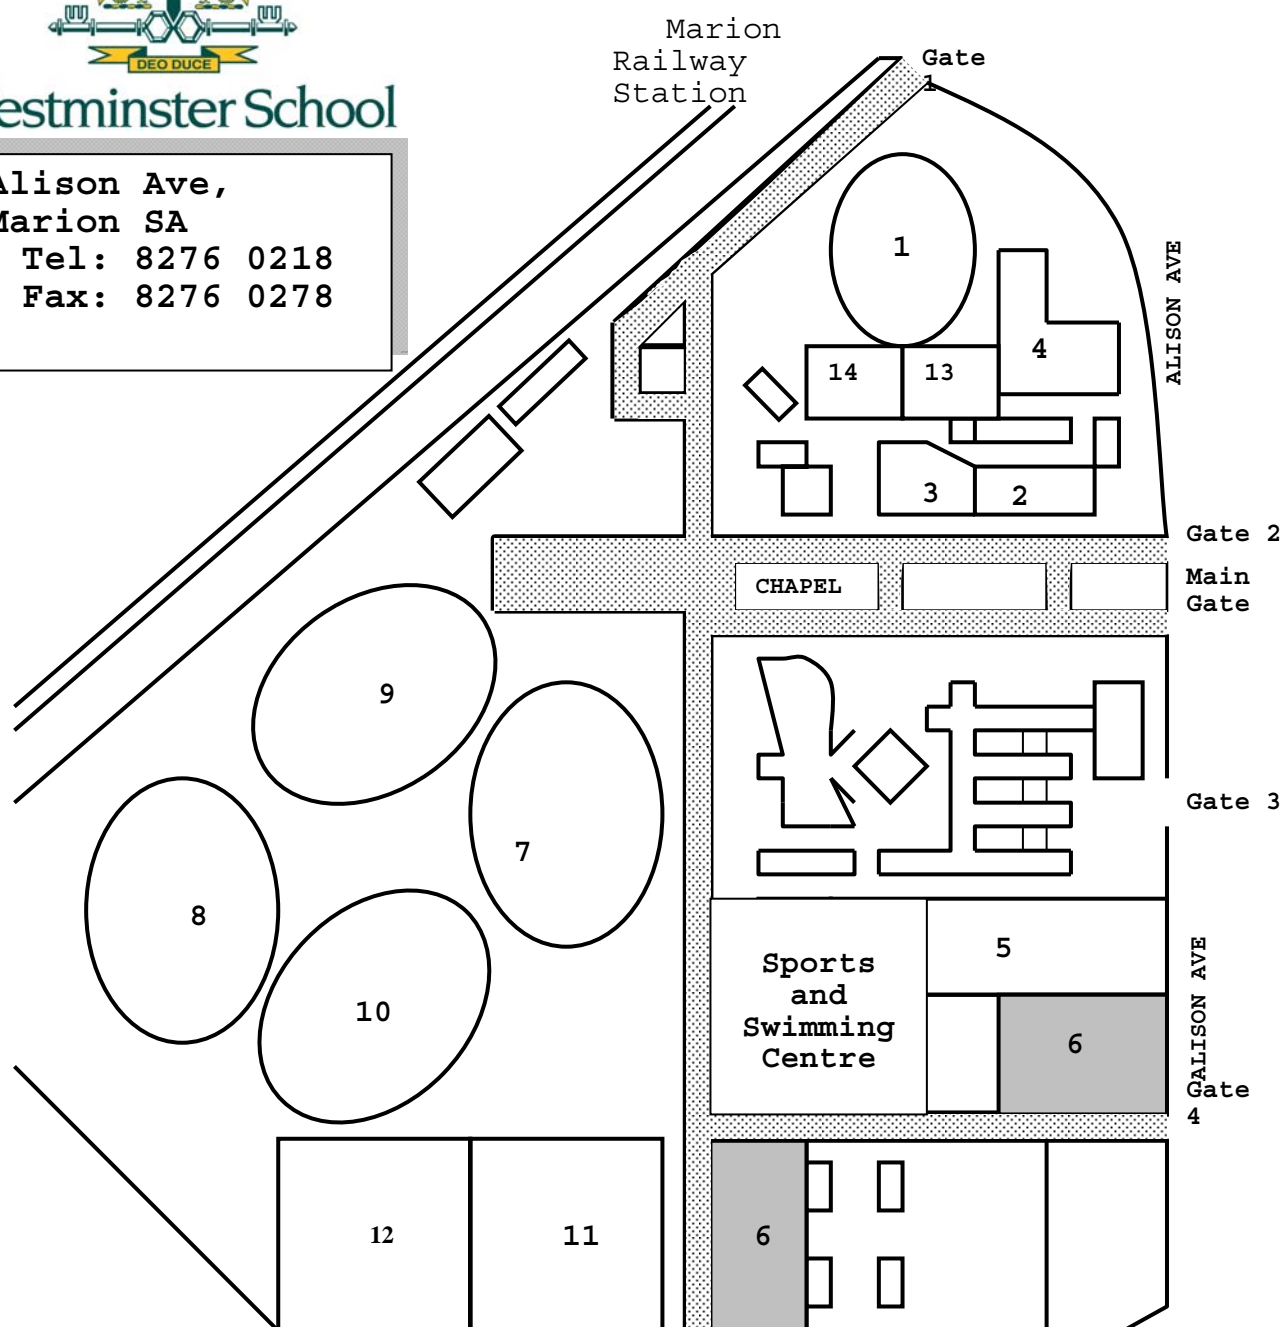 DEO DUCE
estminster School
Alison Ave,
Marion SA
Tel: 8276 0218
Fax: 8276 0278
Marion
Railway
Station
Gate
1
1
ALISON AVE
4
14
13
3
2
Gate 2
CHAPEL
Main
Gate
9
7
Gate 3
8
5
Sports
and
Swimming
Centre
ALISON AVE
10
6
Gate
4
12
11
6